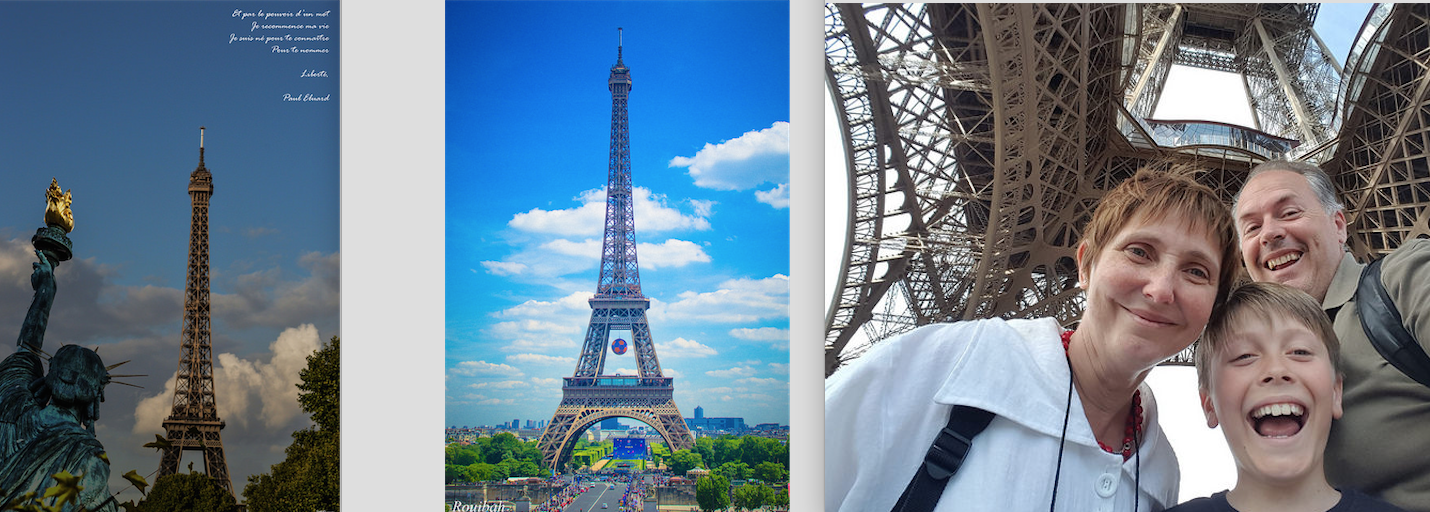 Et par le pouvoir d'un mot
Je recommence ma vie
Je suis né pour te connaître
Pour te nommer
Liberté,
Paul Eluard
Rouibah